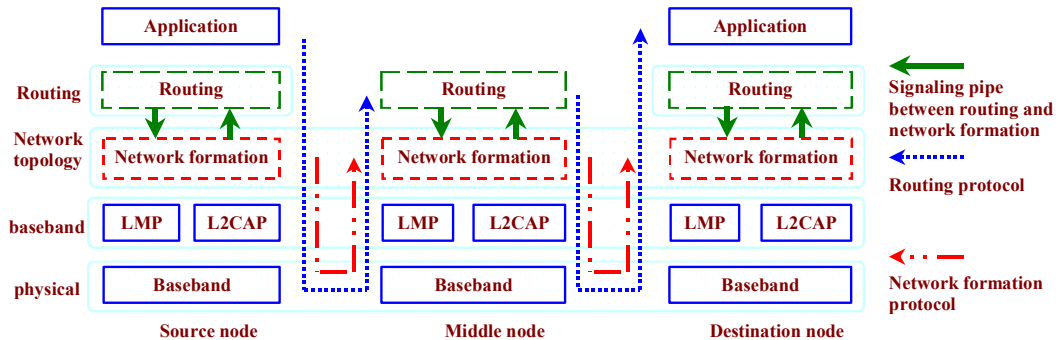 Application Application
Routing Routing Routing Routing
Signaling pipe
between routing and
network formation
Network
topology
Network formation Network formation Network formation
Routing protocol
baseband LMP L2CAP LMP L2CAP LMP L2CAP
physical Baseband Baseband Baseband
Network formation
protocol
Source node Middle node Destination node